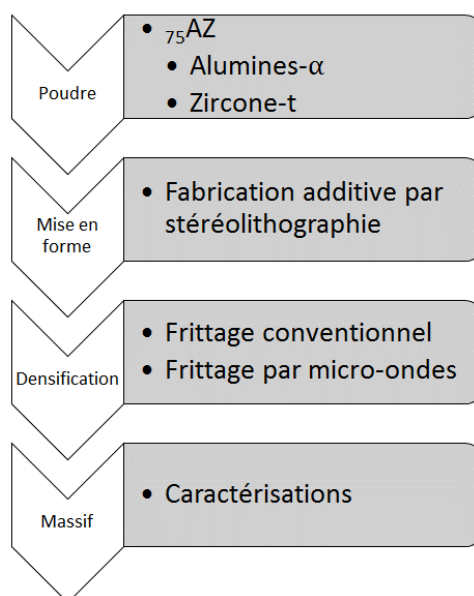 Poudre
• ₇₅AZ
• Alumines-α
• Zircone-t
Mise en
forme
• Fabrication additive par
stéréolithographie
Densification
• Frittage conventionnel
• Frittage par micro-ondes
Massif
• Caractérisations